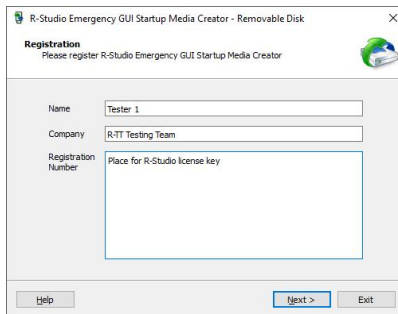 R-Studio Emergency GUI Startup Media Creator - Removable Disk
Registration
Please register R-Studio Emergency GUI Startup Media Creator
Name
Tester 1
Company
R-TT Testing Team
Registration
Number
Place for R-Studio license key
Help
Next >
Exit